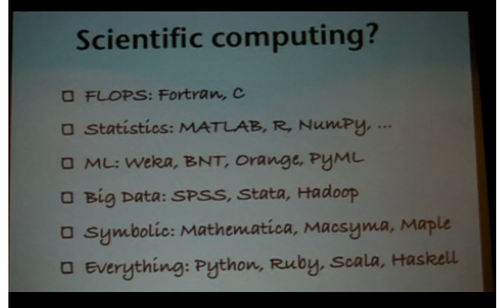 Scientific computing?
FLOPS: Fortran, C
Statistics: MATLAB, R, NumPy, ...
ML: Weka, BNT, Orange, PyML
Big Data: SPSS, Stata, Hadoop
Symbolic: Mathematica, Macsyma, Maple
Everything: Python, Ruby, Scala, Haskell